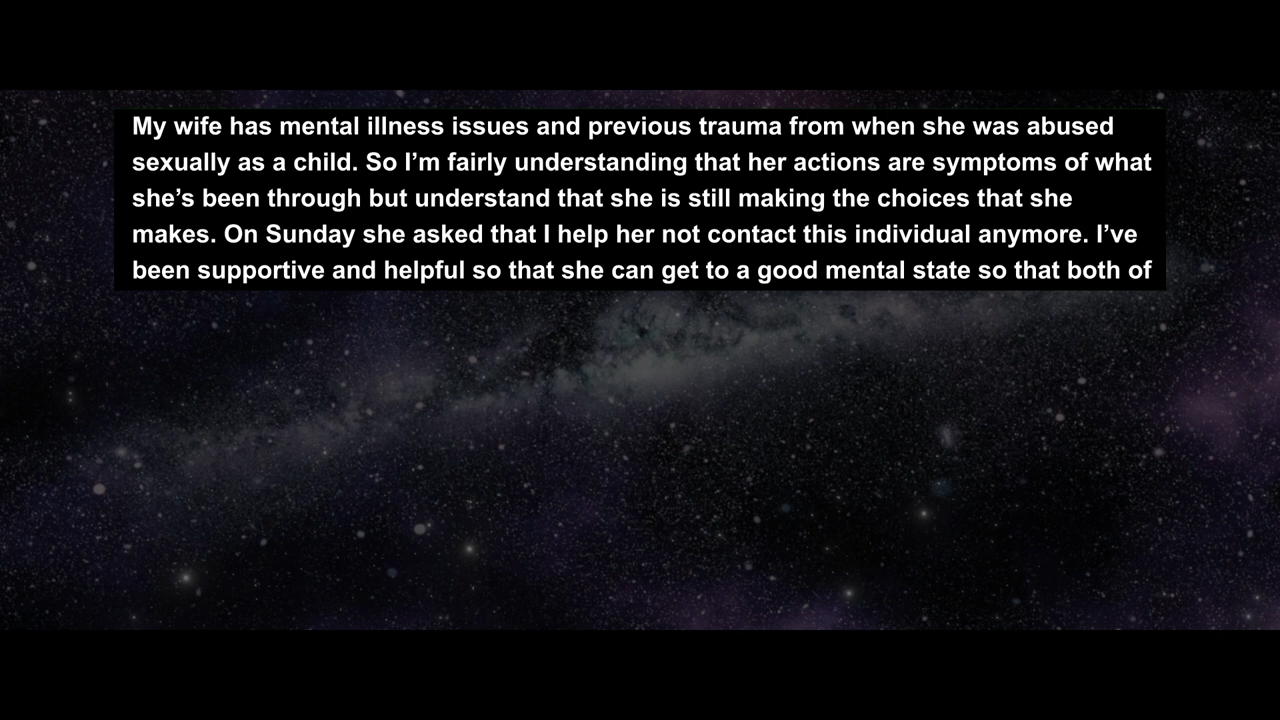 My wife has mental illness issues and previous trauma from when she was abused
sexually as a child. So I’m fairly understanding that her actions are symptoms of what
she’s been through but understand that she is still making the choices that she
makes. On Sunday she asked that I help her not contact this individual anymore. I’ve
been supportive and helpful so that she can get to a good mental state so that both of